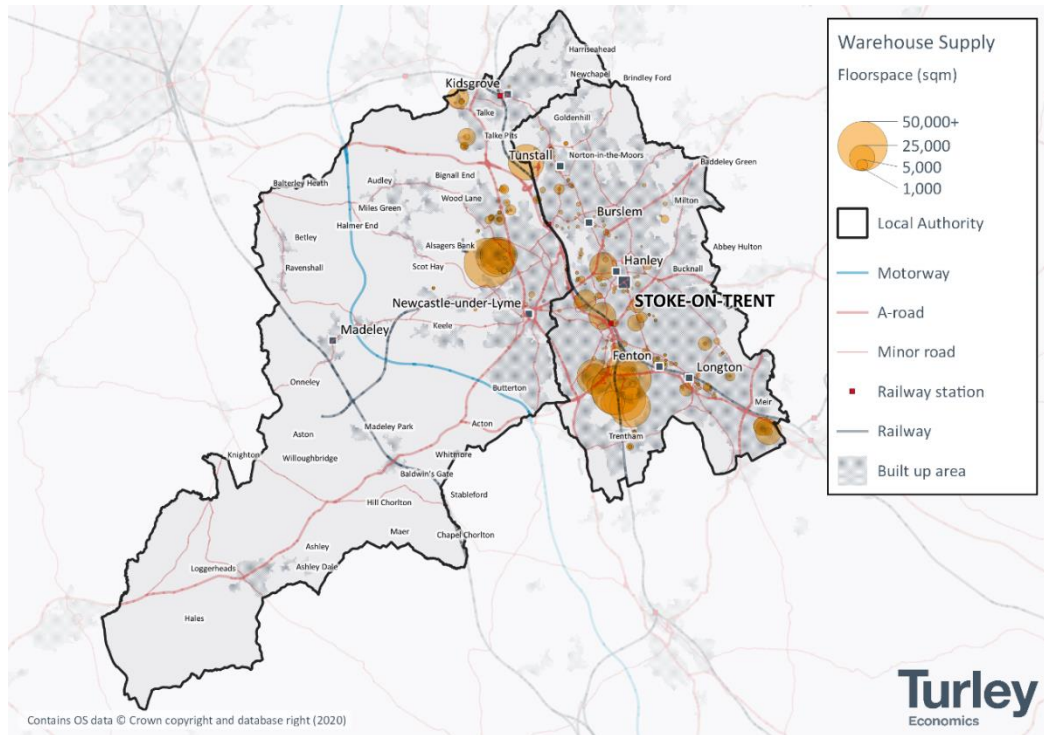 Harriseahead
Newchapel
Brindley Ford
Kidsgrove
Talke
Goldenhill
Talke Pits
Tunstall
Norton-in-the-Moors
Baddeley Green
Bignall End
Audley
Balterley Heath
Wood Lane
Milton
Miles Green
Burslem
Halmer End
Betley
Alsagers Bank
Abbey Hulton
Ravenshall
Scot Hay
Hanley
Bucknall
Newcastle-under-Lyme
STOKE-ON-TRENT
Madeley
Keele
Fenton
Longton
Onneley
Butterton
Meir
Aston
Madeley Park
Acton
Trentham
Knighton
Willoughbridge
Whitmore
Baldwin's Gate
Stableford
Hill Chorlton
Maer
Chapel Chorlton
Ashley
Loggerheads
Ashley Dale
Hales
Warehouse Supply
Floorspace (sqm)
50,000+
25,000
5,000
1,000
Local Authority
Motorway
A-road
Minor road
Railway station
Railway
Built up area
Contains OS data © Crown copyright and database right (2020)
Turley
Economics